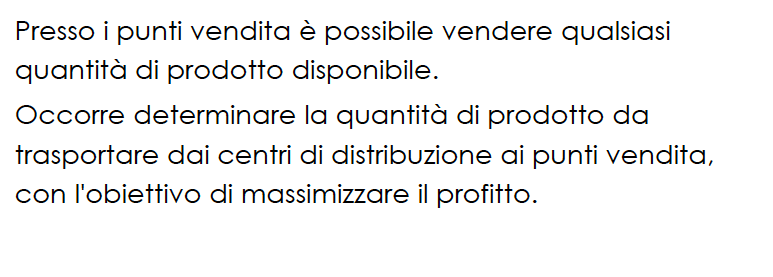 Presso i punti vendita è possibile vendere qualsiasi
quantità di prodotto disponibile.
Occorre determinare la quantità di prodotto da
trasportare dai centri di distribuzione ai punti vendita,
con l'obiettivo di massimizzare il profitto.